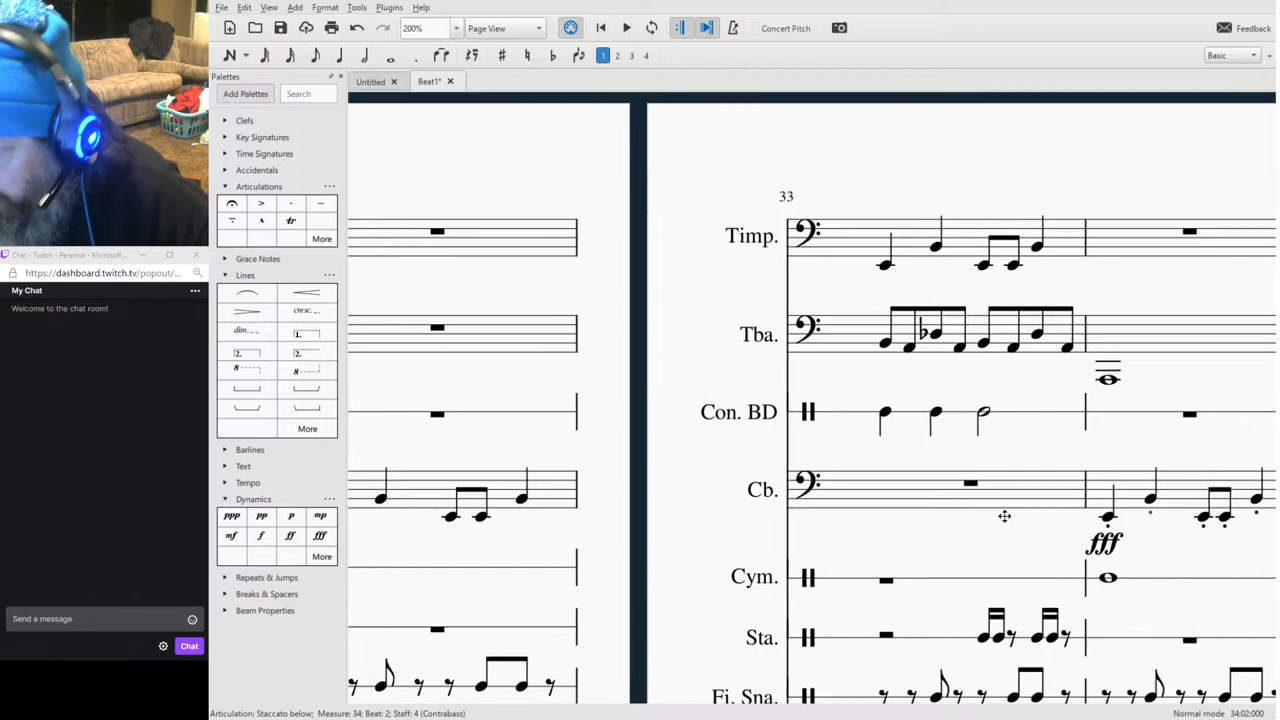 File Edit View Add Format Tools Plugins Help
200% Page View Concert Pitch Feedback
1 2 3 4 Basic
Palettes
Untitled Beat1*
Add Palettes Search
Clefs
Key Signatures
Time Signatures
Accidentals
Articulations
More
Grace Notes
Lines
cresc.
dim.
1.
2. 2.
8 8
More
Barlines
Text
Tempo
Dynamics
ppp pp p mp
mf f ff fff
More
Repeats & Jumps
Breaks & Spacers
Beam Properties
33
Timp.
Tba.
Con. BD
Cb.
fff
Cym.
Sta.
Fi. Sna.
Chat - Twitch - Personal - Microsoft...
https://dashboard.twitch.tv/popout/...
My Chat
Welcome to the chat room!
Send a message
Chat
Articulation: Staccato below; Measure: 34; Beat: 2; Staff: 4 (Contrabass)
Normal mode 34:02:000